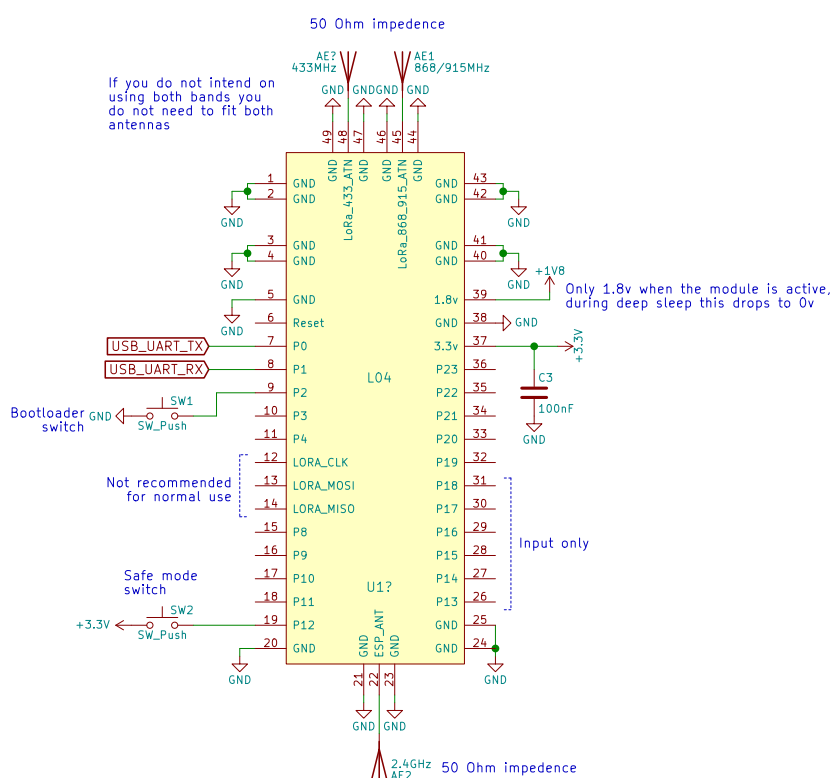 50 Ohm impedence
AE?
433MHz
AE1
868/915MHz
If you do not intend on
using both bands you
do not need to fit both
antennas
GND
GND
GND
GND
49
48
47
46
45
44
GND
LoRa_433_ATN
GND
GND
LoRa_868_915_ATN
GND
1 GND
2 GND
GND
3 GND
4 GND
GND
5 GND
GND
6 Reset
USB_UART_TX 7 P0
USB_UART_RX 8 P1
9 P2
Bootloader
switch
GND
SW1
SW_Push
10 P3
11 P4
12 LORA_CLK
13 LORA_MOSI
14 LORA_MISO
Not recommended
for normal use
15 P8
16 P9
17 P10
18 P11
Safe mode
switch
+3.3V
SW2
SW_Push
19 P12
20 GND
GND
L04
U1?
GND 43
GND 42
GND
GND 41
GND 40
GND
1.8v 39
+1V8
Only 1.8v when the module is active,
during deep sleep this drops to 0v
GND 38 GND
3.3v 37
+3.3V
C3
100nF
GND
P23 36
P22 35
P21 34
P20 33
P19 32
P18 31
P17 30
P16 29
P15 28
P14 27
P13 26
Input only
GND 25
GND 24
GND
GND
ESP_ANT
GND
21
22
23
GND
GND
2.4GHz
AE2
50 Ohm impedence